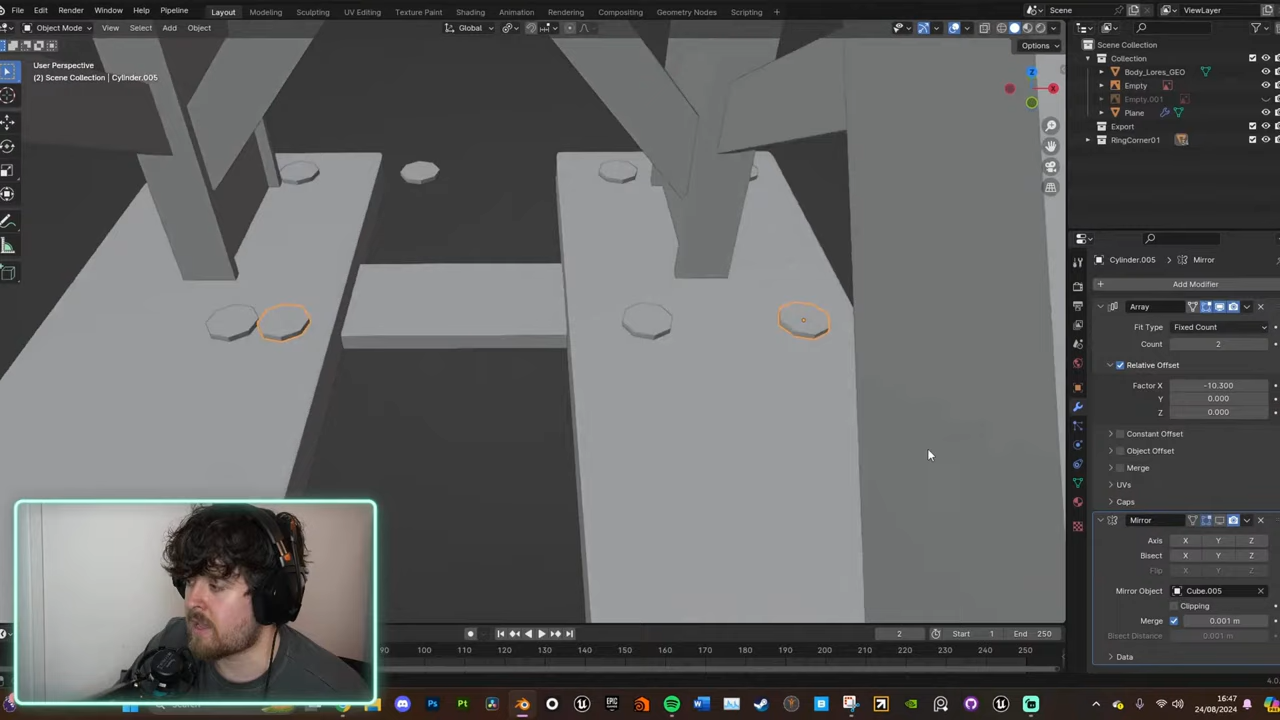 File Edit Render Window Help Pipeline Layout Modeling Sculpting UV Editing Texture Paint Shading Animation Rendering Compositing Geometry Nodes Scripting + Scene ViewLayer
Object Mode View Select Add Object Global
Options
User Perspective
(2) Scene Collection | Cylinder.005
Z
X
Scene Collection
Collection
Body_Lores_GEO
Empty
Empty.001
Plane
Export
RingCorner01
Cylinder.005 > Mirror
Add Modifier
Array
Fit Type Fixed Count
Count 2
Relative Offset
Factor X -10.300
Y 0.000
Z 0.000
Constant Offset
Object Offset
Merge
UVs
Caps
Mirror
Axis X Y Z
Bisect X Y Z
Flip X Y Z
Mirror Object Cube.005
Clipping
Merge 0.001 m
Bisect Distance 0.001 m
Data
2 Start 1 End 250
90 100 110 120 130 140 150 160 170 180 190 200 210 220 230 240 250
4.0
Search
Ps Pt
16:47
24/08/2024